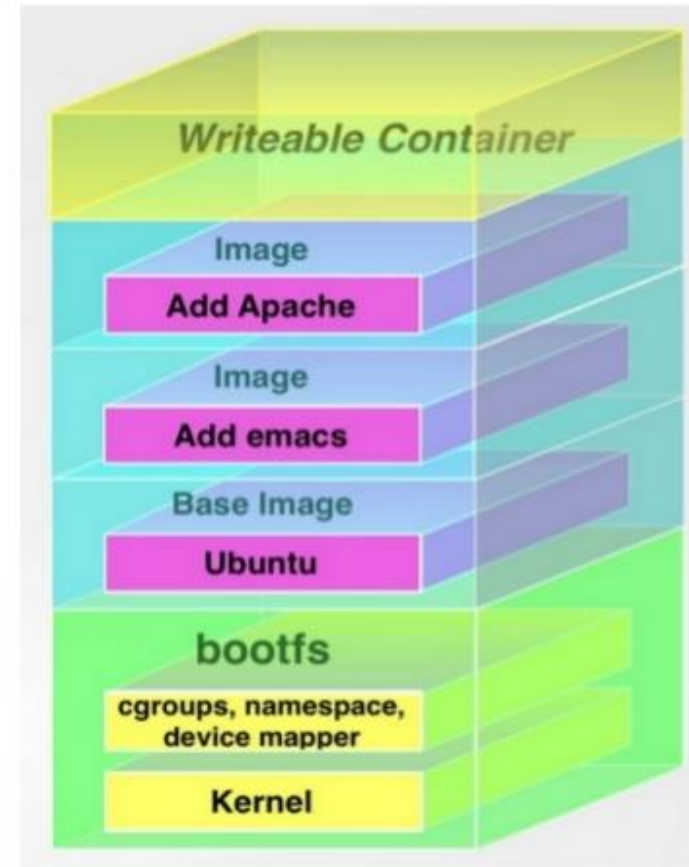 Writeable Container
Image
Add Apache
Image
Add emacs
Base Image
Ubuntu
bootfs
cgroups, namespace,
device mapper
Kernel